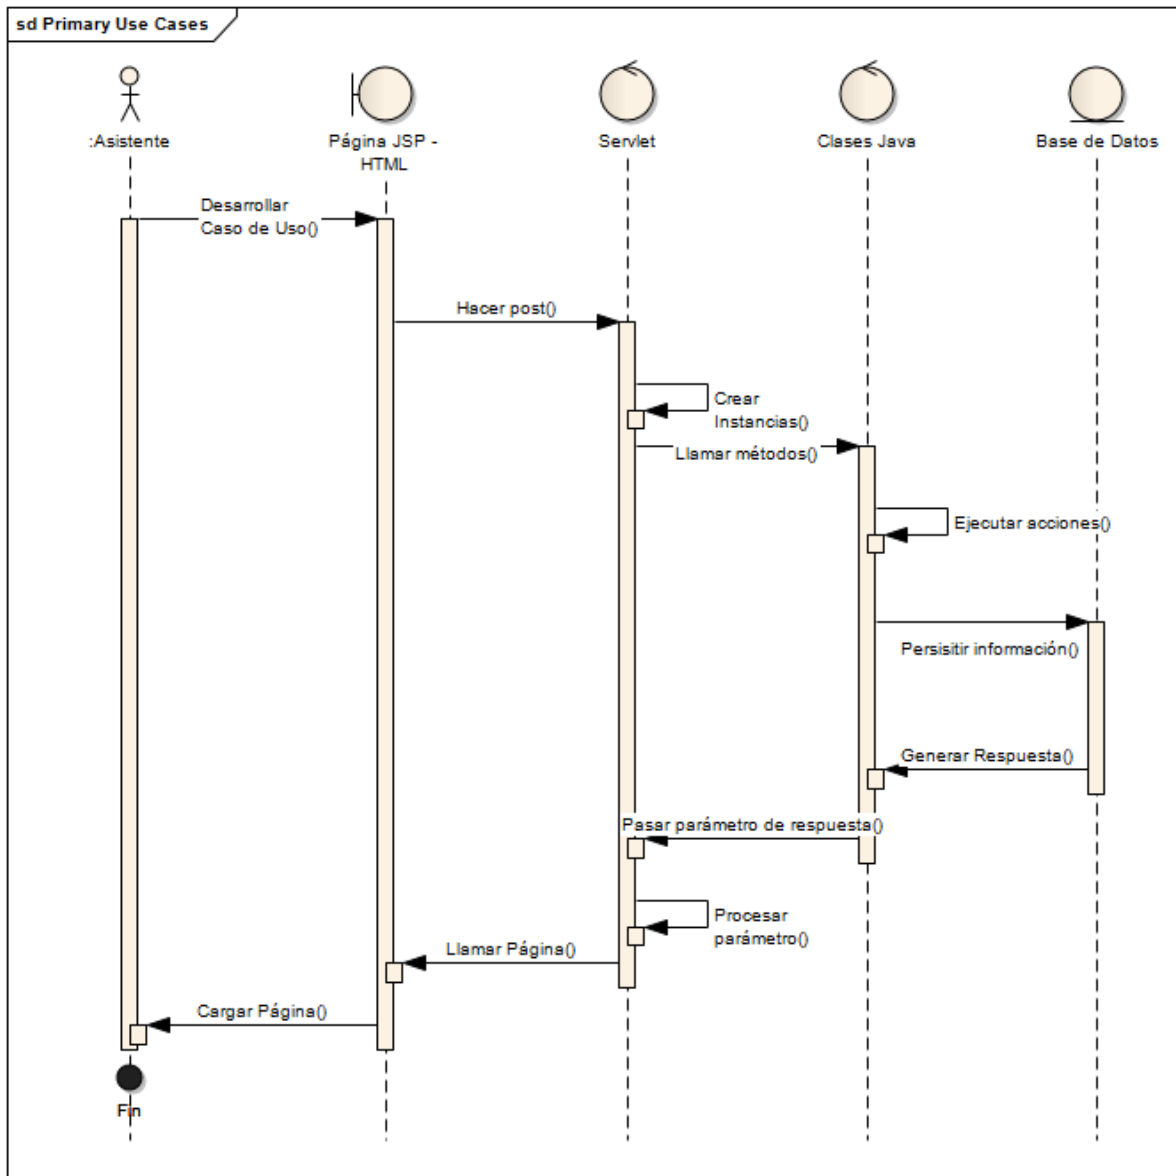 sd Primary Use Cases
:Asistente
Página JSP -
HTML
Servlet
Clases Java
Base de Datos
Desarrollar
Caso de Uso()
Hacer post()
Crear
Instancias()
Llamar métodos()
Ejecutar acciones()
Persisitir información()
Generar Respuesta()
Pasar parámetro de respuesta()
Procesar
parámetro()
Llamar Página()
Cargar Página()
Fin